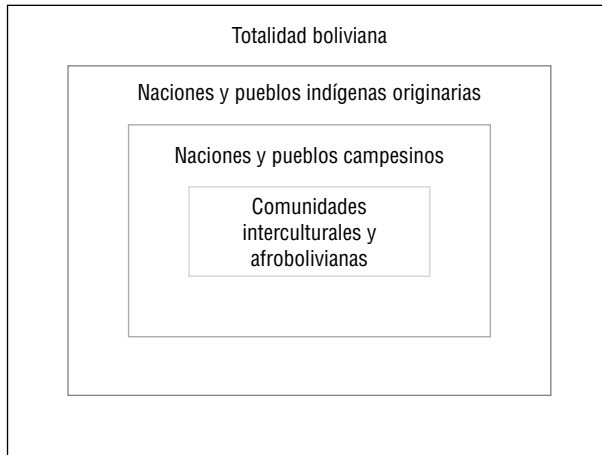 Totalidad boliviana
Naciones y pueblos indígenas originarias
Naciones y pueblos campesinos
Comunidades
interculturales y
afrobolivianas